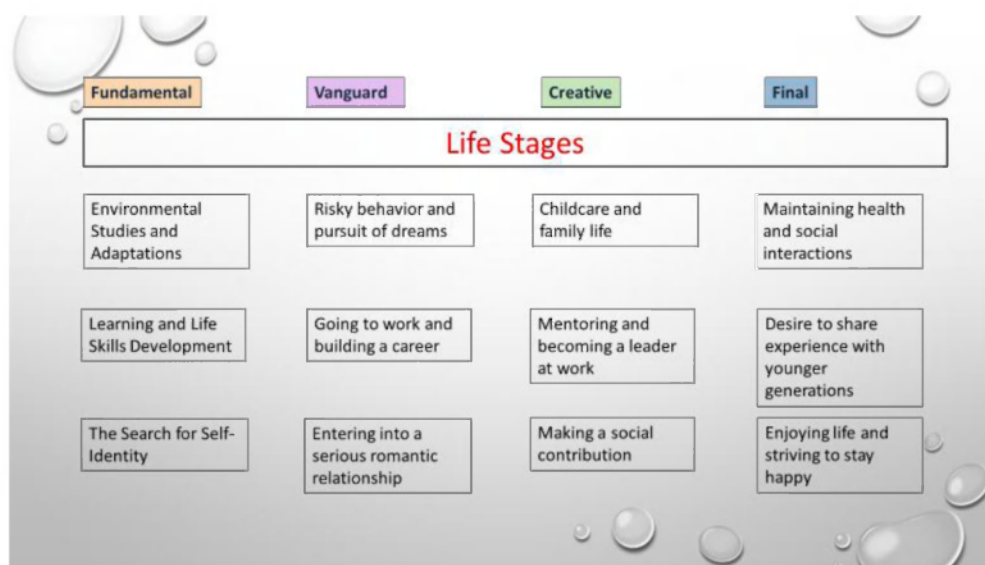 Fundamental
Vanguard
Creative
Final
Life Stages
Environmental
Studies and
Adaptations
Risky behavior and
pursuit of dreams
Childcare and
family life
Maintaining health
and social
interactions
Learning and Life
Skills Development
Going to work and
building a career
Mentoring and
becoming a leader
at work
Desire to share
experience with
younger
generations
The Search for Self-
Identity
Entering into a
serious romantic
relationship
Making a social
contribution
Enjoying life and
striving to stay
happy